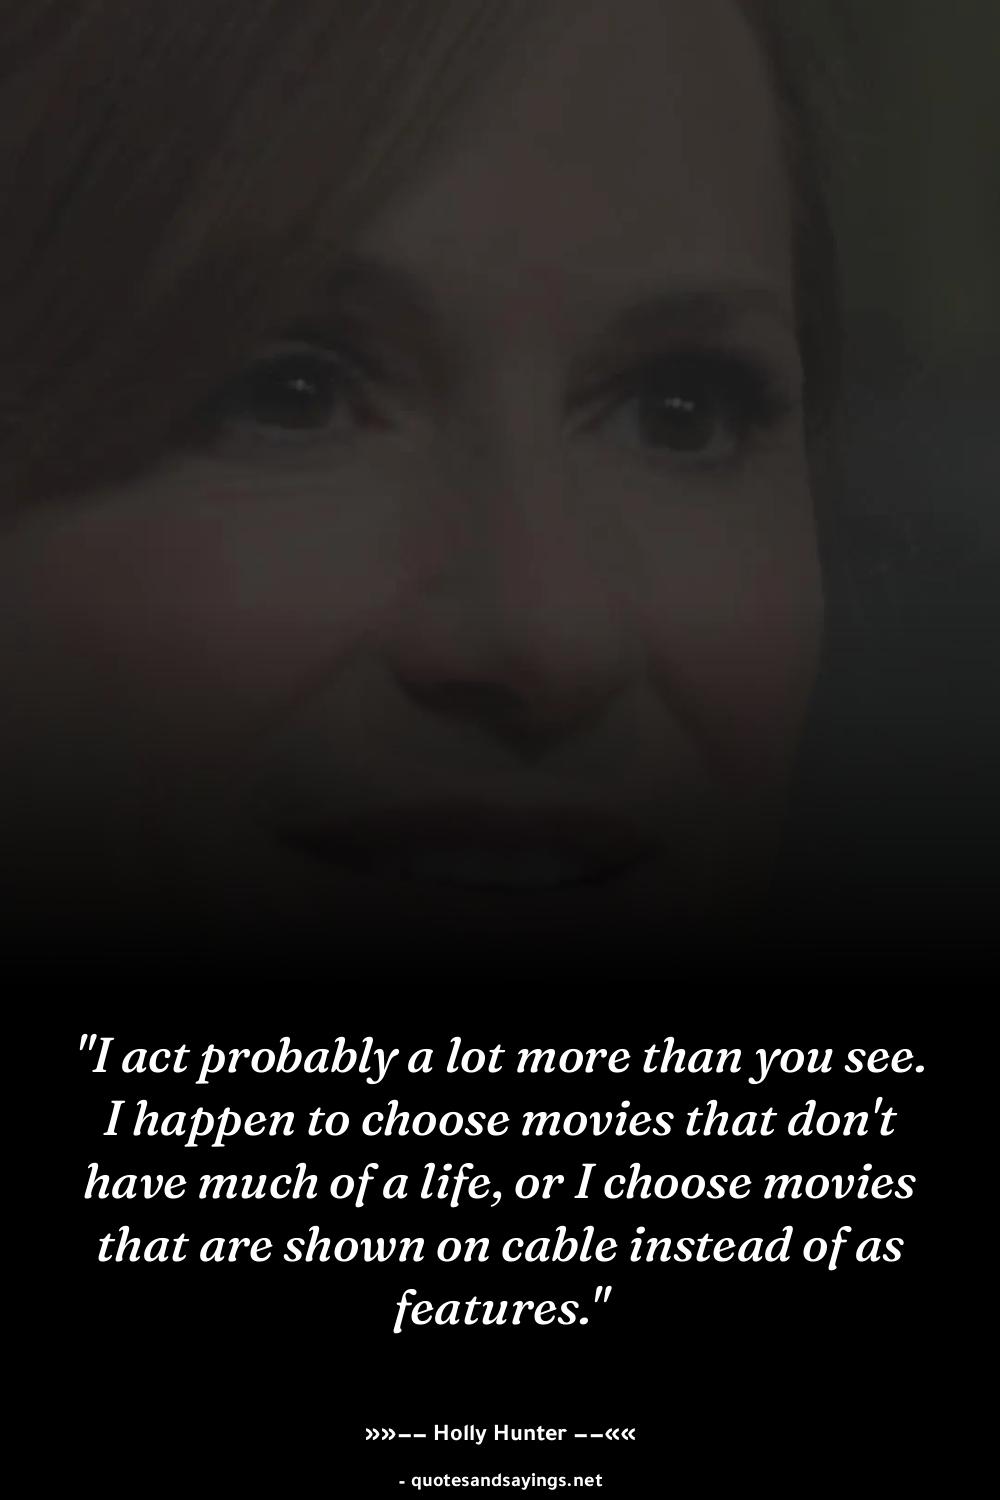 "I act probably a lot more than you see.
I happen to choose movies that don't
have much of a life, or I choose movies
that are shown on cable instead of as
features."
»»–– Holly Hunter ––««
- quotesandsayings.net